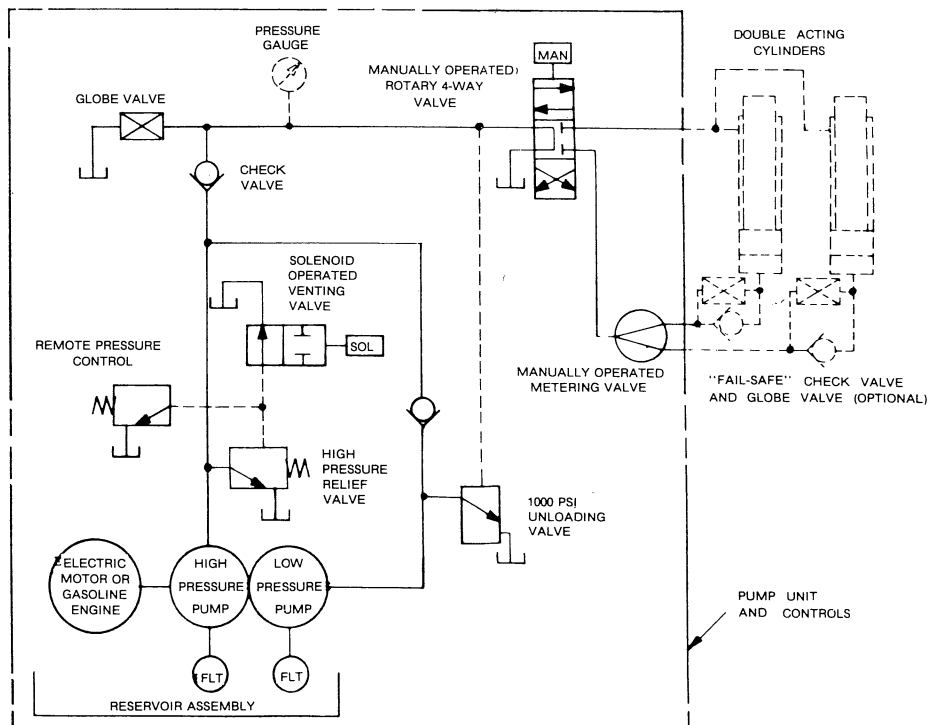 PRESSURE
GAUGE
DOUBLE ACTING
CYLINDERS
MAN
MANUALLY OPERATED:
ROTARY 4-WAY
VALVE
GLOBE VALVE
CHECK
VALVE
SOLENOID
OPERATED
VENTING
VALVE
SOL
REMOTE PRESSURE
CONTROL
MANUALLY OPERATED
METERING VALVE
"FAIL-SAFE" CHECK VALVE
AND GLOBE VALVE (OPTIONAL)
HIGH
PRESSURE
RELIEF
VALVE
1000 PSI
UNLOADING
VALVE
ELECTRIC
MOTOR OR
GASOLINE
ENGINE
HIGH
PRESSURE
PUMP
LOW
PRESSURE
PUMP
PUMP UNIT
AND CONTROLS
FLT
FLT
RESERVOIR ASSEMBLY